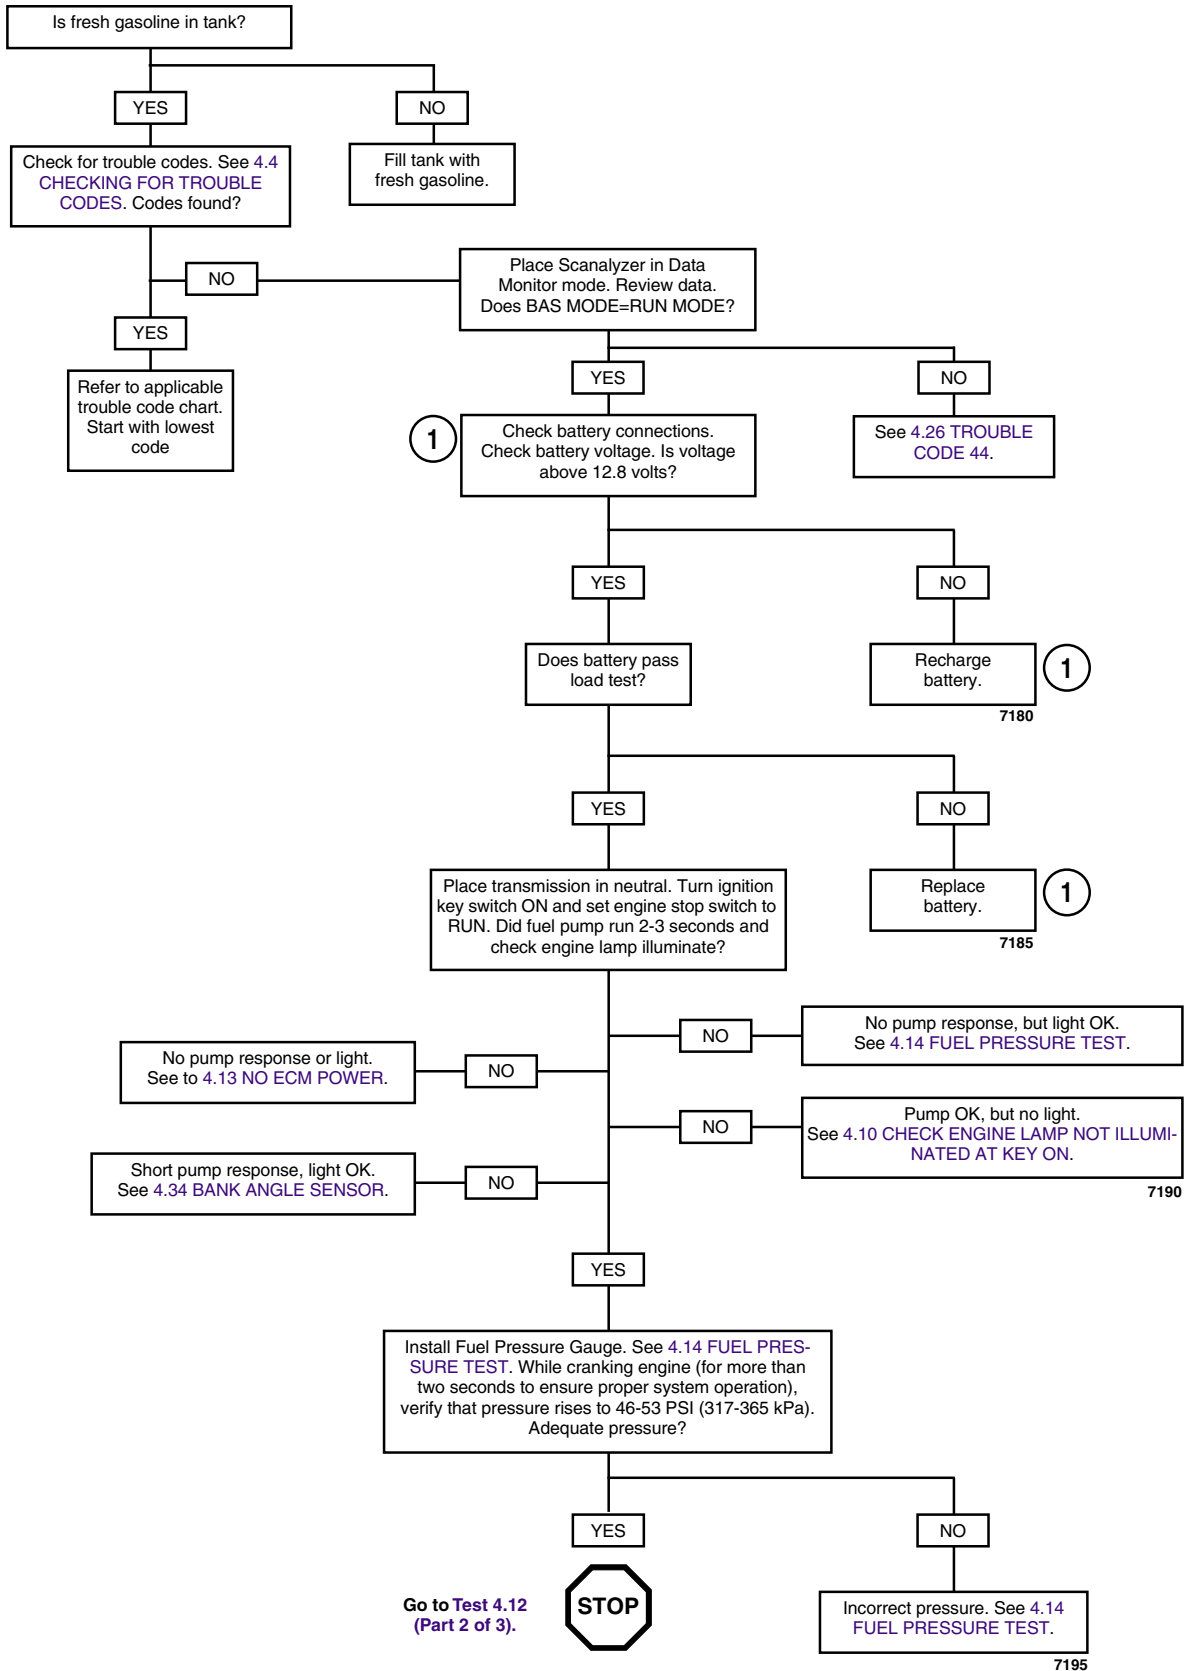 Is fresh gasoline in tank?
YES
NO
Check for trouble codes. See 4.4
CHECKING FOR TROUBLE
CODES. Codes found?
Fill tank with
fresh gasoline.
NO
Place Scanalyzer in Data
Monitor mode. Review data.
Does BAS MODE=RUN MODE?
YES
Refer to applicable
trouble code chart.
Start with lowest
code
YES
NO
1
Check battery connections.
Check battery voltage. Is voltage
above 12.8 volts?
See 4.26 TROUBLE
CODE 44.
YES
NO
Does battery pass
load test?
Recharge
battery.
1
7180
YES
NO
Place transmission in neutral. Turn ignition
key switch ON and set engine stop switch to
RUN. Did fuel pump run 2-3 seconds and
check engine lamp illuminate?
Replace
battery.
1
7185
NO
No pump response, but light OK.
See 4.14 FUEL PRESSURE TEST.
No pump response or light.
See to 4.13 NO ECM POWER.
NO
NO
Pump OK, but no light.
See 4.10 CHECK ENGINE LAMP NOT ILLUMI-
NATED AT KEY ON.
7190
Short pump response, light OK.
See 4.34 BANK ANGLE SENSOR.
NO
YES
Install Fuel Pressure Gauge. See 4.14 FUEL PRES-
SURE TEST. While cranking engine (for more than
two seconds to ensure proper system operation),
verify that pressure rises to 46-53 PSI (317-365 kPa).
Adequate pressure?
YES
NO
Go to Test 4.12
(Part 2 of 3).
STOP
Incorrect pressure. See 4.14
FUEL PRESSURE TEST.
7195